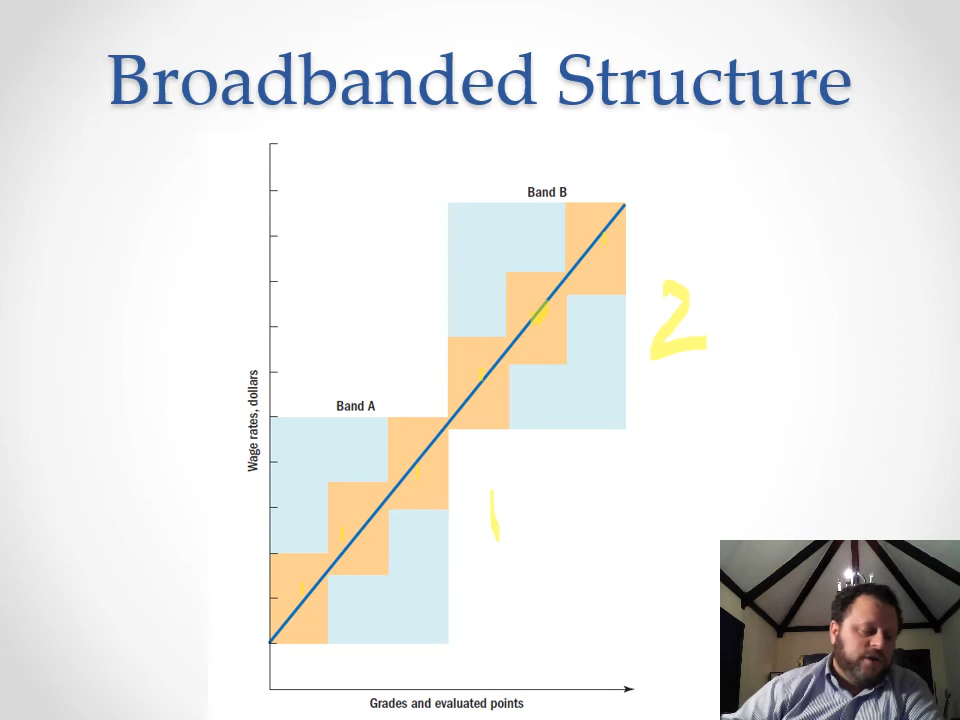 Broadbanded Structure
Band B
2
Band A
Wage rates, dollars
1
Grades and evaluated points